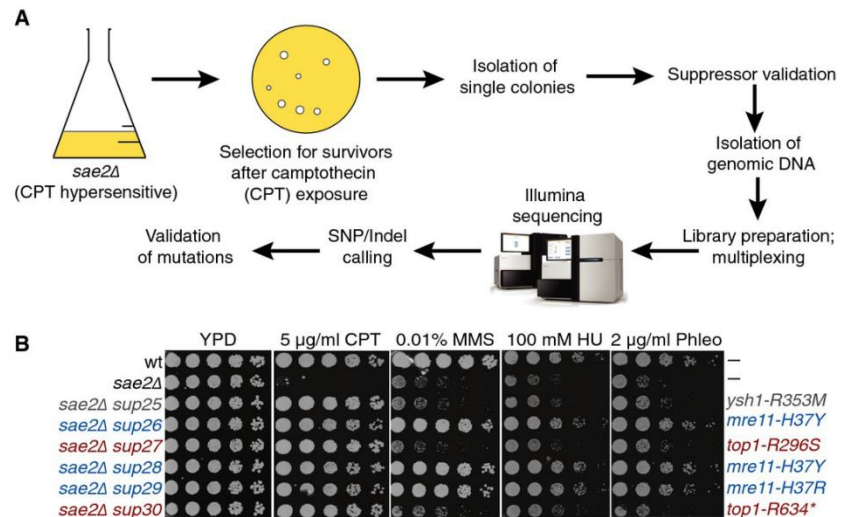 A
sae2Δ
(CPT hypersensitive)
Selection for survivors
after camptothecin
(CPT) exposure
Isolation of
single colonies
Suppressor validation
Isolation of
genomic DNA
Library preparation;
multiplexing
Illumina
sequencing
SNP/Indel
calling
Validation
of mutations
B
YPD 5 µg/ml CPT 0.01% MMS 100 mM HU 2 µg/ml Phleo
wt –
sae2Δ –
sae2Δ sup25 ysh1-R353M
sae2Δ sup26 mre11-H37Y
sae2Δ sup27 top1-R296S
sae2Δ sup28 mre11-H37Y
sae2Δ sup29 mre11-H37R
sae2Δ sup30 top1-R634*